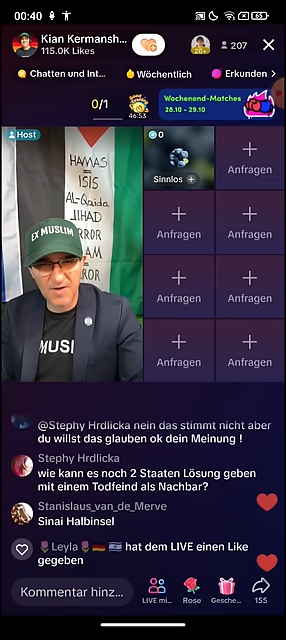 00:40
65
Kian Kermansh...
115.0K Likes
20+
207
Chatten und Int...
Wöchentlich
Erkunden
0/1
46:53
Wochenend-Matches
28.10 - 29.10
Host
0
Sinnlos +
Anfragen
Anfragen
Anfragen
Anfragen
Anfragen
Anfragen
Anfragen
HAMAS
=
ISIS
AL-Qaida
JIHAD
RROR
AM
ROR
EX MUSLIM
MUSL
@Stephy Hrdlicka nein das stimmt nicht aber
du willst das glauben ok dein Meinung !
Stephy Hrdlicka
wie kann es noch 2 Staaten Lösung geben
mit einem Todfeind als Nachbar?
Stanislaus_van_de_Merve
Sinai Halbinsel
🌷Leyla🌷🇩🇪 🇮🇱 hat dem LIVE einen Like
gegeben
Kommentar hinz...
LIVE mi...
Rose
Gesche...
155